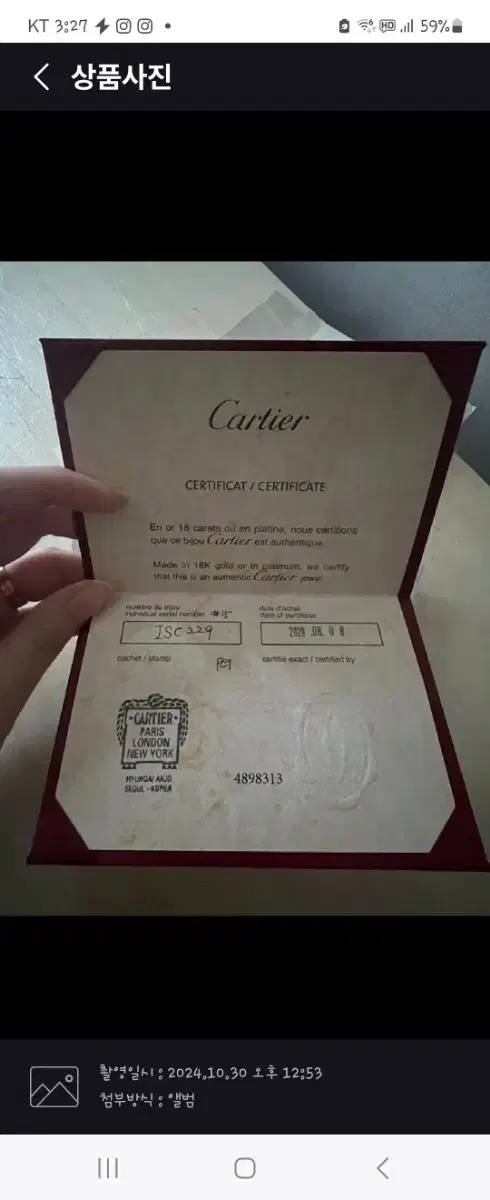 KT 3:27
HD
59%
상품사진
Cartier
CERTIFICAT / CERTIFICATE
En or 18 carats ou en platine, nous certifions
que ce bijou Cartier est authentique.
Made in 18K gold or in platinum, we certify
that this is an authentic Cartier jewel.
numéro du bijou
individual serial number #15
date d'achat
date of purchase
2020 .08. 0 8
cachet / stamp
certifié exact / certified by
·CARTIER·
PARIS
LONDON
NEW YORK
HYUNDAI AKJO
SEOUL - KOREA
4898313
촬영일시 : 2024.10.30 오후 12:53
첨부방식 : 앨범